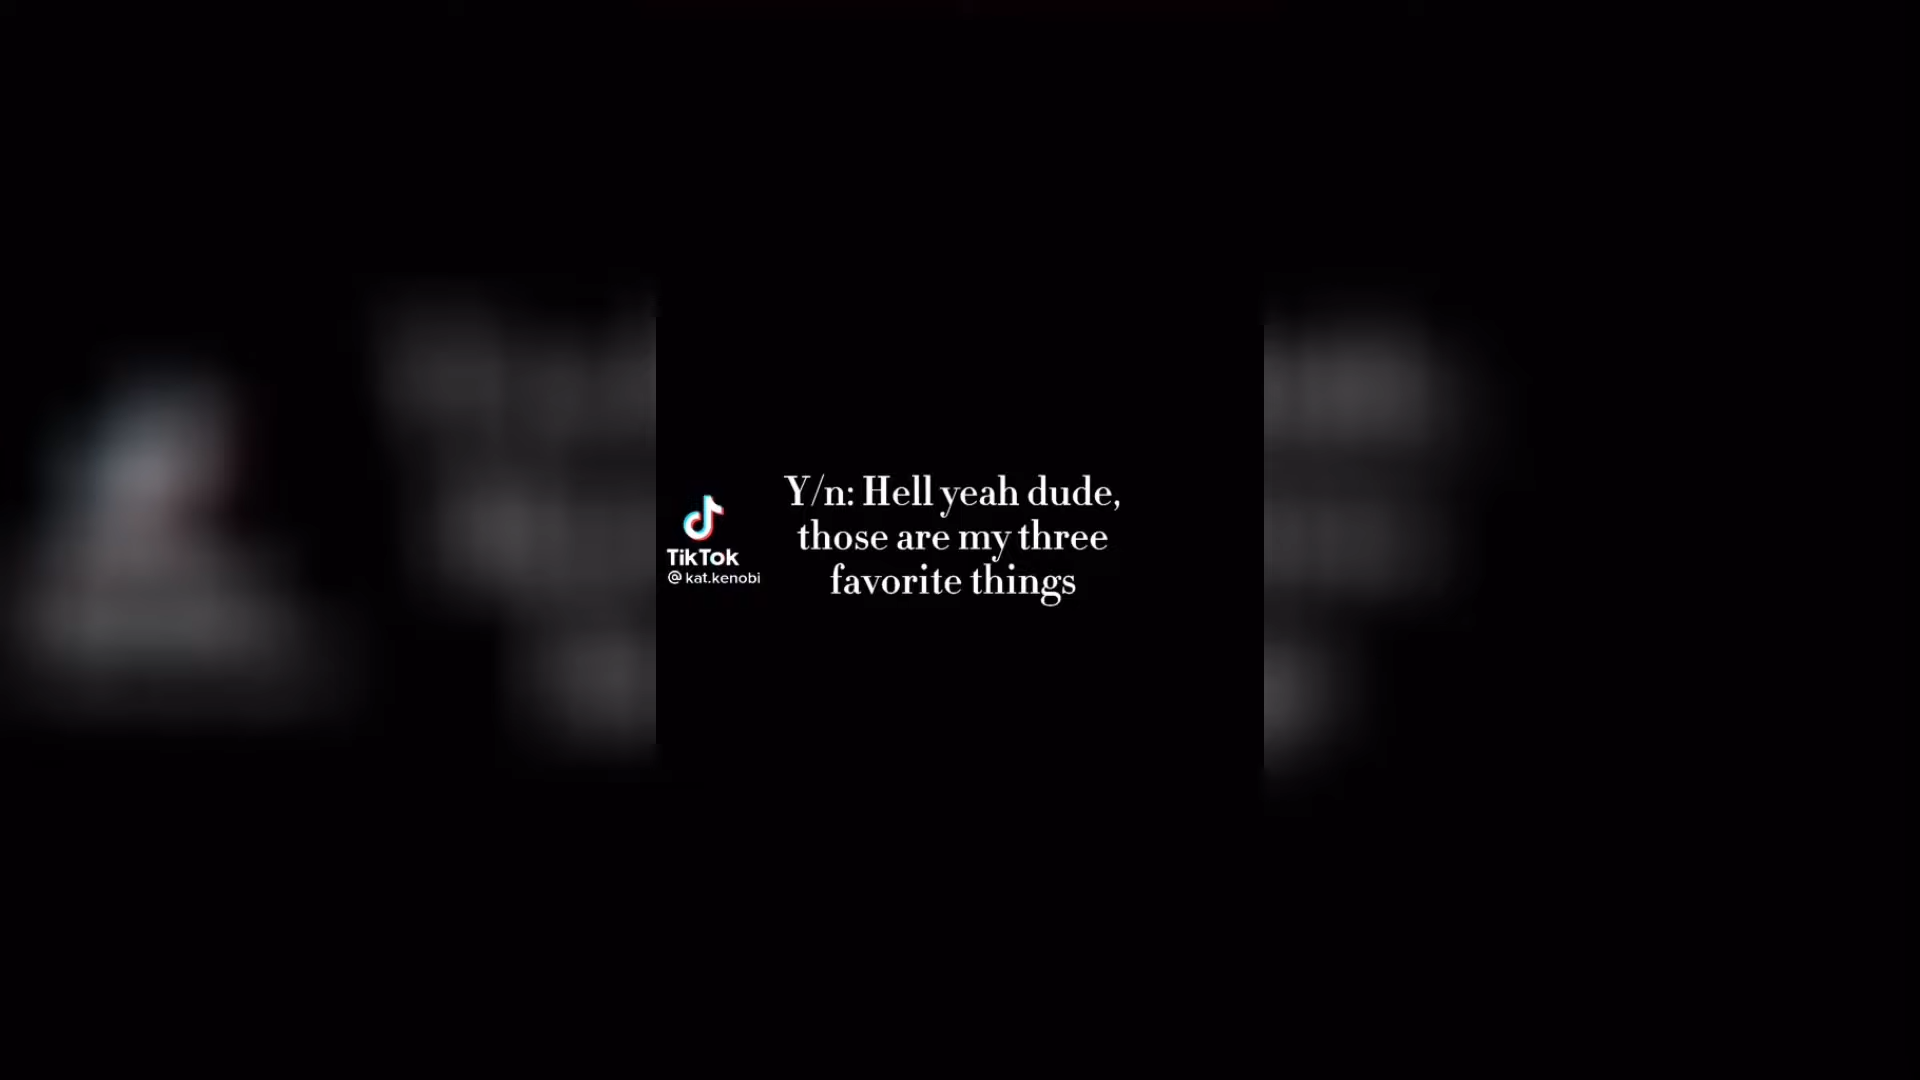 Y/n: Hell yeah dude,
those are my three
favorite things
TikTok
@kat.kenobi